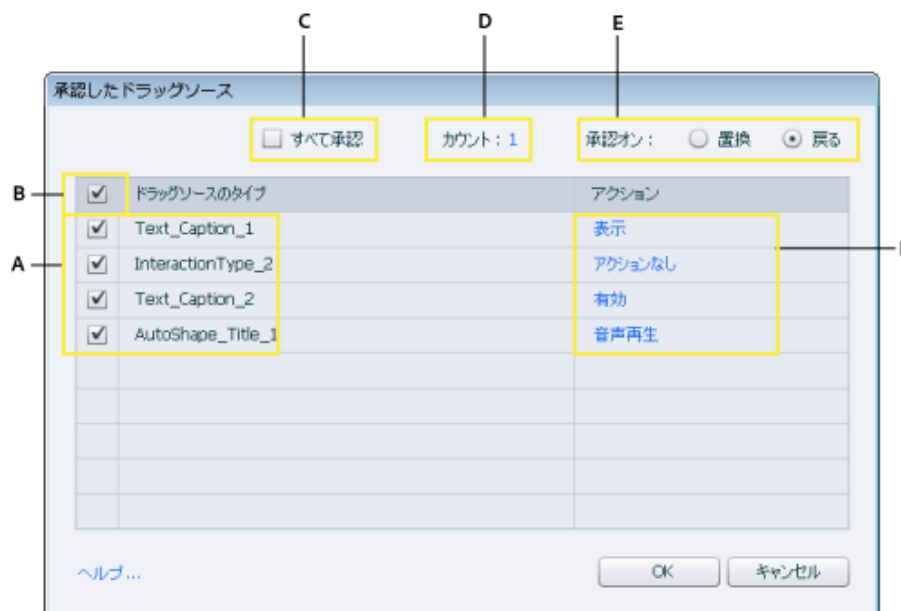 C D E
承認したドラッグソース
すべて承認 カウント : 1 承認オン : 置換 戻る
B ドラッグソースのタイプ アクション
Text_Caption_1 表示
A InteractionType_2 アクションなし
Text_Caption_2 有効
AutoShape_Title_1 音声再生
ヘルプ... OK キャンセル